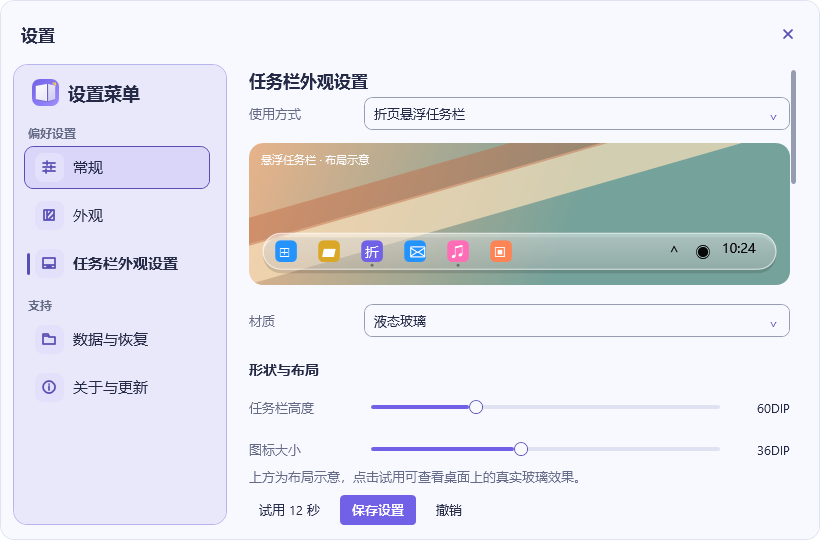 设置
设置菜单
偏好设置
常规
外观
任务栏外观设置
支持
数据与恢复
关于与更新
任务栏外观设置
使用方式
折页悬浮任务栏
悬浮任务栏 · 布局示意
折
10:24
材质
液态玻璃
形状与布局
任务栏高度
60DIP
图标大小
36DIP
上方为布局示意，点击试用可查看桌面上的真实玻璃效果。
试用 12 秒
保存设置
撤销